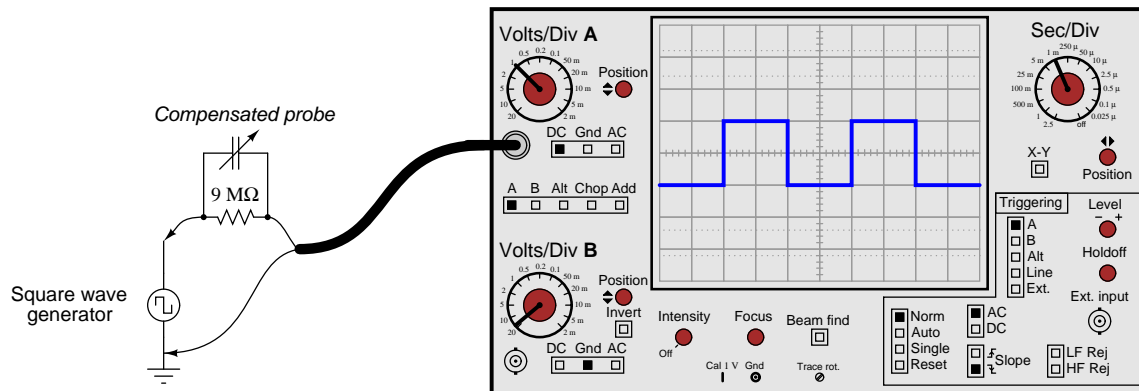 Compensated probe
9 MΩ
Square wave
generator
Volts/Div A
0.5 0.2 0.1
1 50 m
2 20 m
5 10 m
10 5 m
20 2 m
Position
DC Gnd AC
A B Alt Chop Add
Volts/Div B
0.5 0.2 0.1
1 50 m
2 20 m
5 10 m
10 5 m
20 2 m
Position
Invert
DC Gnd AC
Intensity
Off
Focus
Beam find
Cal 1 V Gnd
Trace rot.
Sec/Div
1 m 250 µ 50 µ
5 m 10 µ
25 m 2.5 µ
100 m 0.5 µ
500 m 0.1 µ
1 0.025 µ
2.5 off
X-Y
Position
Triggering
A
B
Alt
Line
Ext.
Level
− +
Holdoff
Ext. input
Norm
Auto
Single
Reset
AC
DC
Slope
LF Rej
HF Rej